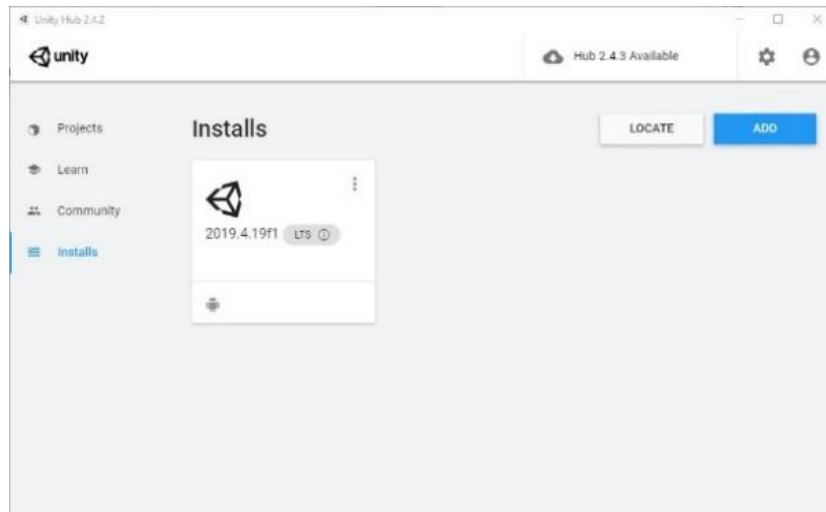 Unity Hub 2.4.2
unity
Hub 2.4.3 Available
Projects
Learn
Community
Installs
Installs
LOCATE
ADD
2019.4.19f1 LTS